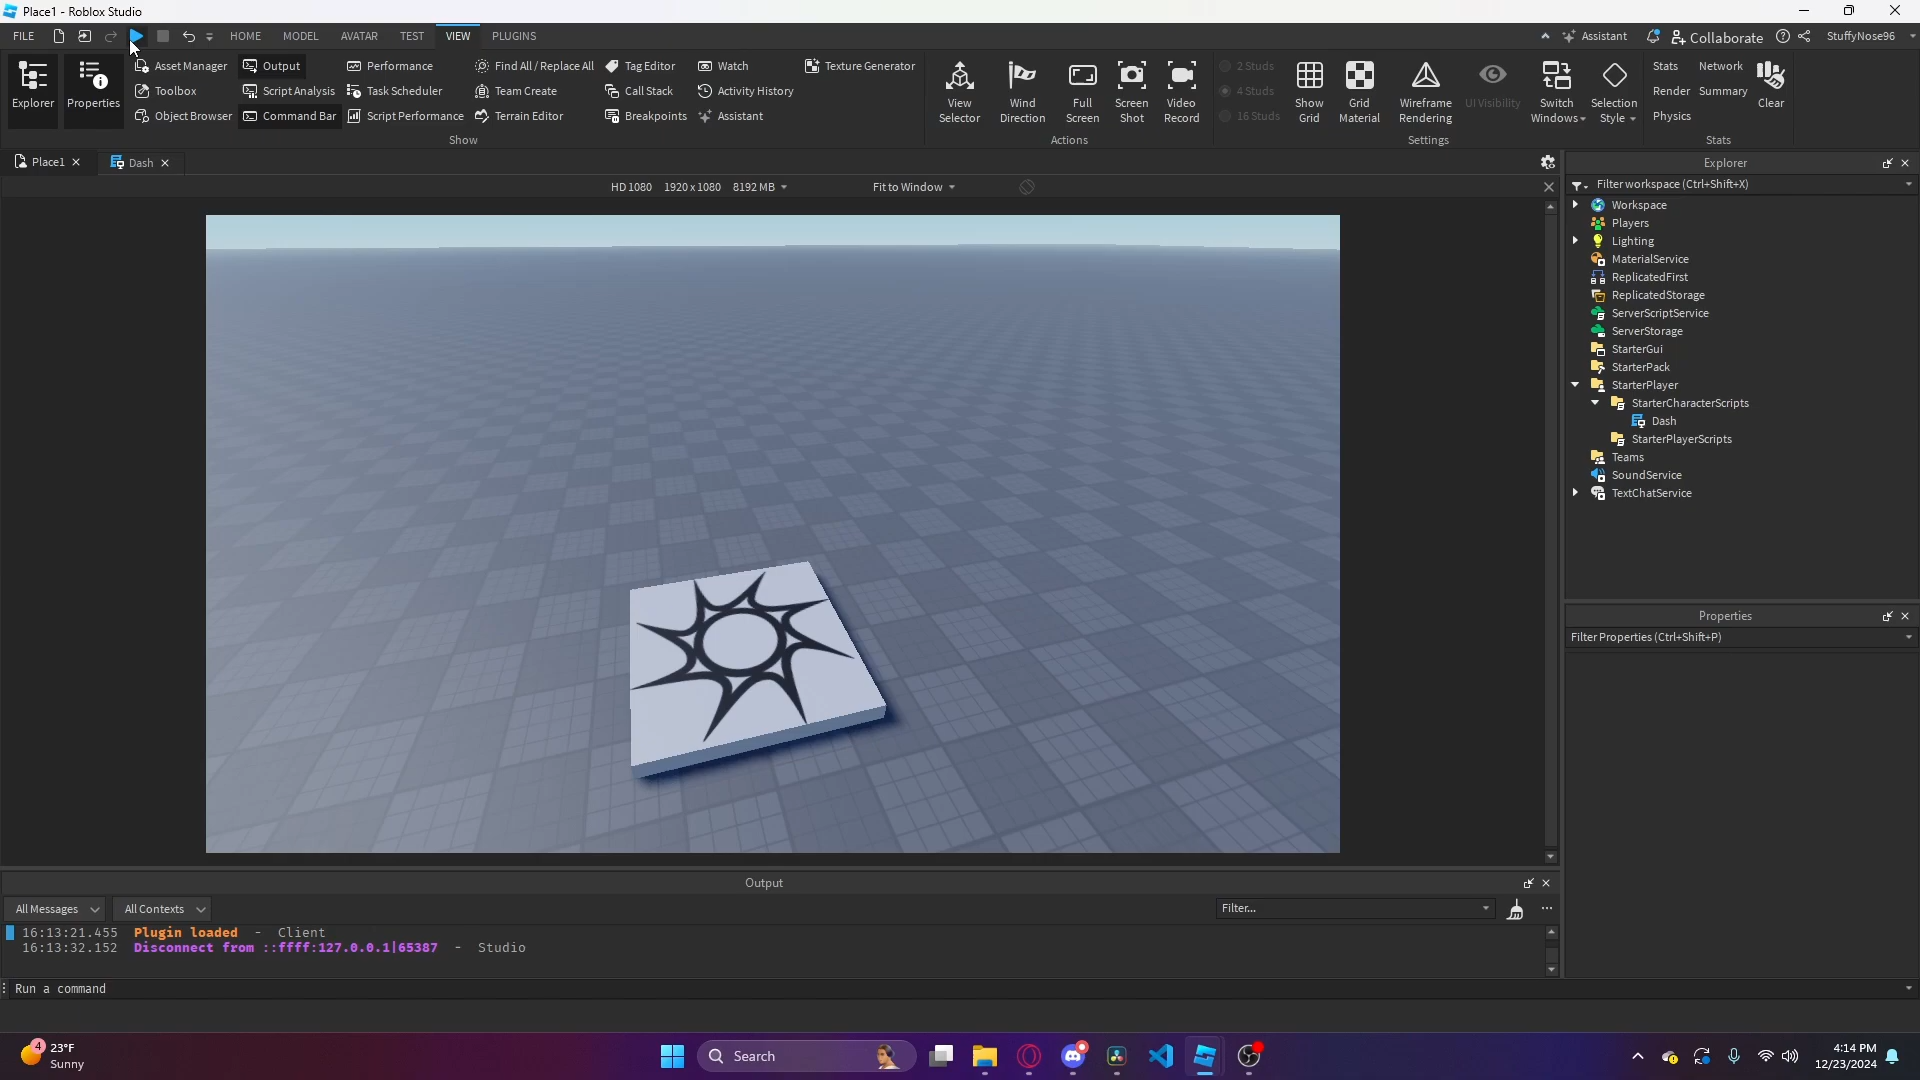 Place1 - Roblox Studio
FILE HOME MODEL AVATAR TEST VIEW PLUGINS Assistant Collaborate StuffyNose96
Explorer
Properties
Asset Manager
Toolbox
Object Browser
Output
Script Analysis
Command Bar
Performance
Task Scheduler
Script Performance
Find All / Replace All
Team Create
Terrain Editor
Tag Editor
Call Stack
Breakpoints
Watch
Activity History
Assistant
Texture Generator
Show
View
Selector
Wind
Direction
Full
Screen
Screen
Shot
Video
Record
Actions
2 Studs
4 Studs
16 Studs
Show
Grid
Grid
Material
Wireframe
Rendering
UI Visibility
Switch
Windows
Selection
Style
Settings
Stats
Render
Physics
Network
Summary
Clear
Stats
Place1 Dash
HD 1080 1920 x 1080 8192 MB Fit to Window
Explorer
Filter workspace (Ctrl+Shift+X)
Workspace
Players
Lighting
MaterialService
ReplicatedFirst
ReplicatedStorage
ServerScriptService
ServerStorage
StarterGui
StarterPack
StarterPlayer
StarterCharacterScripts
Dash
StarterPlayerScripts
Teams
SoundService
TextChatService
Properties
Filter Properties (Ctrl+Shift+P)
Output
All Messages All Contexts Filter...
16:13:21.455 Plugin loaded - Client
16:13:32.152 Disconnect from ::ffff:127.0.0.1|65387 - Studio
Run a command
4
23°F
Sunny
Search
4:14 PM
12/23/2024